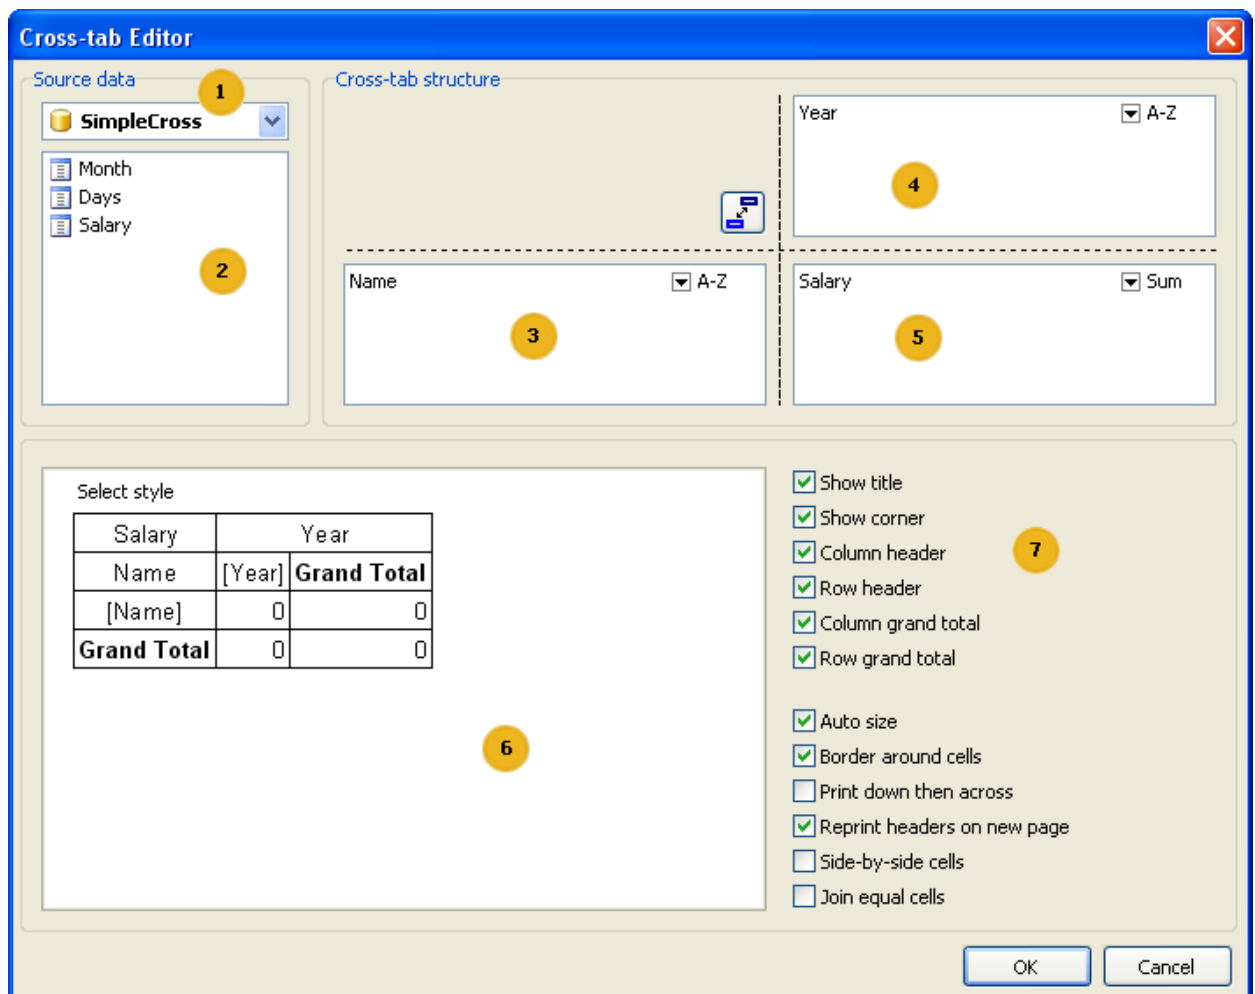 Cross-tab Editor
Source data
1
SimpleCross
Month
Days
Salary
2
Cross-tab structure
Year A-Z
4
Name A-Z
3
Salary Sum
5
Select style
Salary Year
Name [Year] Grand Total
[Name] 0 0
Grand Total 0 0
6
Show title
Show corner
Column header
7
Row header
Column grand total
Row grand total
Auto size
Border around cells
Print down then across
Reprint headers on new page
Side-by-side cells
Join equal cells
OK Cancel